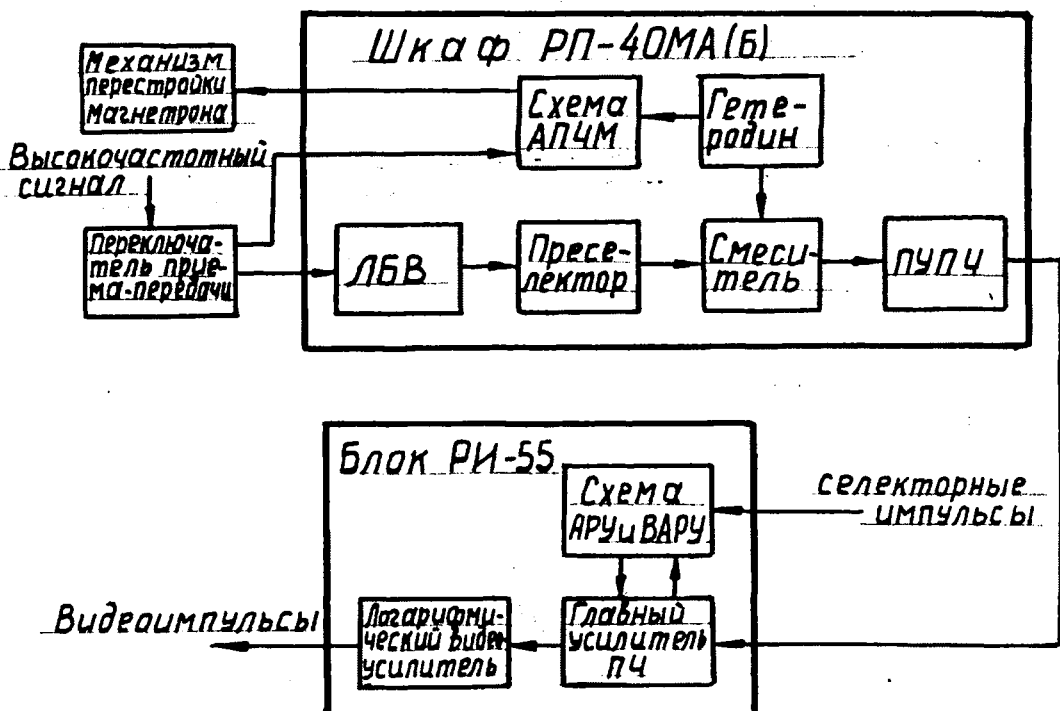 Шкаф РП-40МА(Б)
Механизм
перестройки
магнетрона
Схема
АПЧМ
Гете-
родин
Высокочастотный
сигнал
Переключа-
тель прие-
ма-передачи
ЛБВ
Пресе-
лектор
Смеси-
тель
ПУПЧ
Блок РИ-55
Схема
АРУ и ВАРУ
селекторные
импульсы
Видеоимпульсы
Логарифми-
ческий видео
усилитель
Главный
усилитель
ПЧ